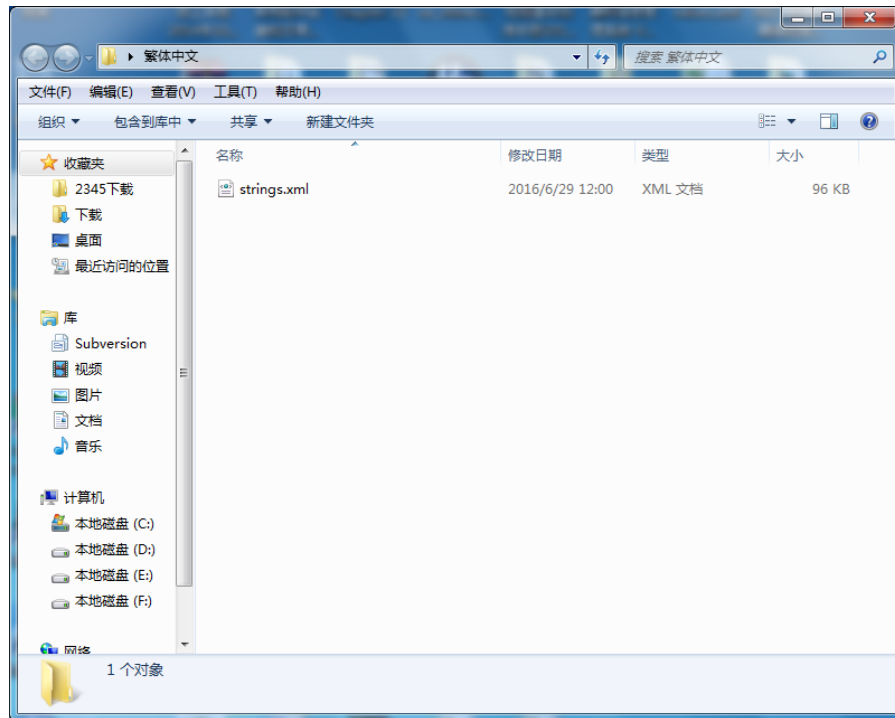 繁体中文
搜索 繁体中文
文件(F) 编辑(E) 查看(V) 工具(T) 帮助(H)
组织 包含到库中 共享 新建文件夹
收藏夹
2345下载
下载
桌面
最近访问的位置
库
Subversion
视频
图片
文档
音乐
计算机
本地磁盘 (C:)
本地磁盘 (D:)
本地磁盘 (E:)
本地磁盘 (F:)
网络
名称 修改日期 类型 大小
strings.xml 2016/6/29 12:00 XML 文档 96 KB
1 个对象